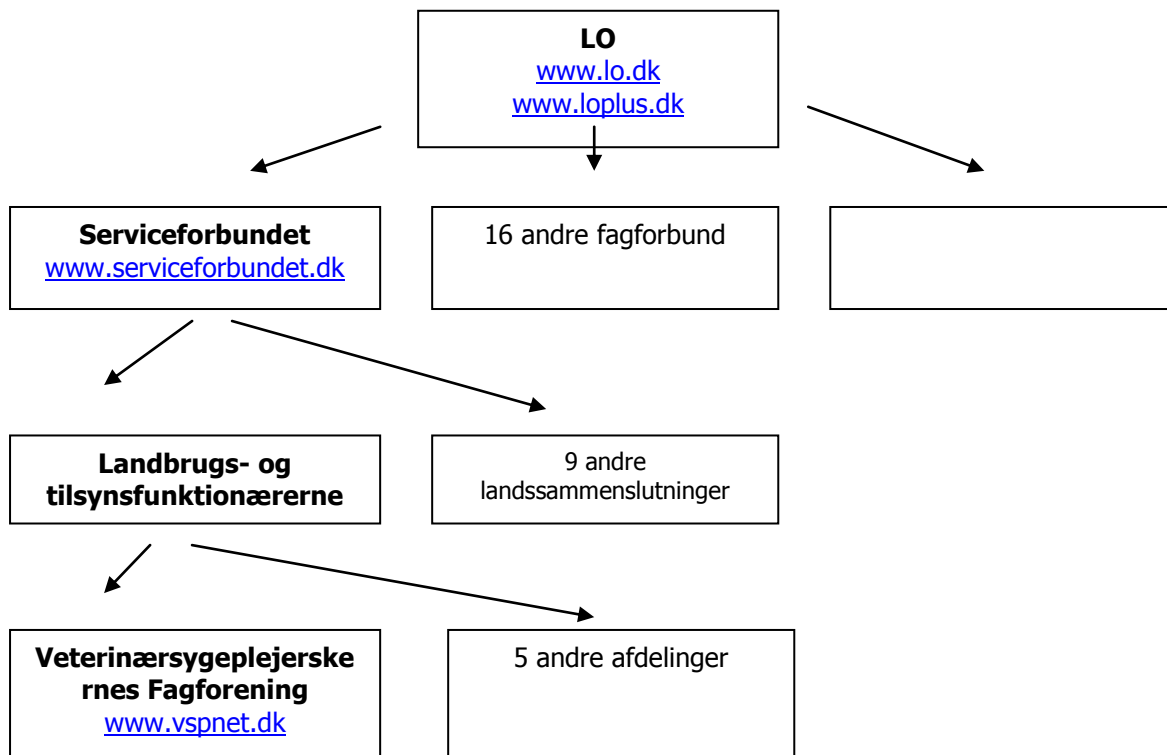 LO
www.lo.dk
www.loplus.dk
Serviceforbundet
www.serviceforbundet.dk
16 andre fagforbund
Landbrugs- og
tilsynsfunktionærerne
9 andre
landssammenslutninger
Veterinærsygeplejerske
rnes Fagforening
www.vspnet.dk
5 andre afdelinger